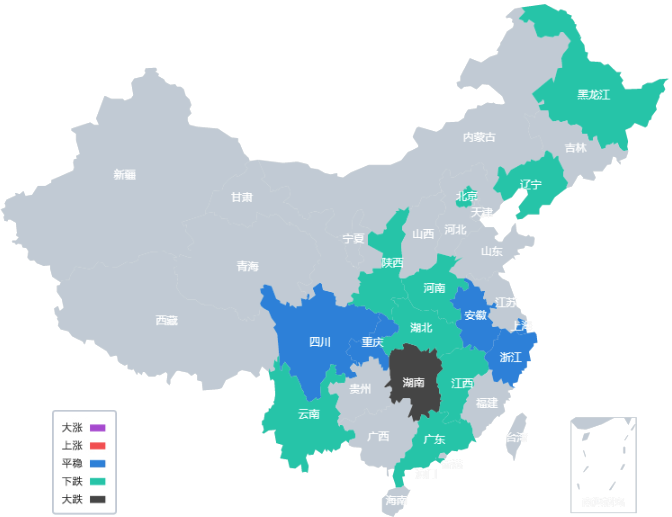 黑龙江
内蒙古
吉林
新疆
辽宁
甘肃
北京
天津
宁夏
山西
河北
山东
陕西
青海
河南
江苏
安徽
西藏
上海
湖北
四川
重庆
浙江
湖南
江西
贵州
福建
云南
广西
广东
台湾
海南
大涨
上涨
平稳
下跌
大跌